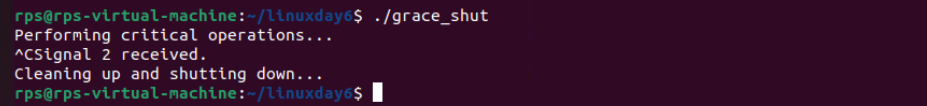 rps@rps-virtual-machine:~/linuxday6$ ./grace_shut
Performing critical operations...
^CSignal 2 received.
Cleaning up and shutting down...
rps@rps-virtual-machine:~/linuxday6$